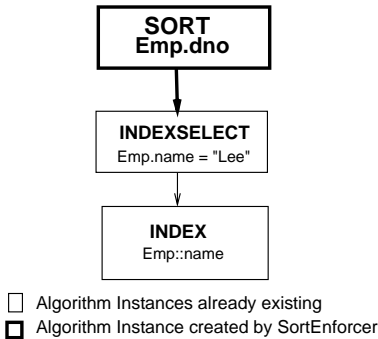 SORT
Emp.dno
INDEXSELECT
Emp.name = "Lee"
INDEX
Emp::name
Algorithm Instances already existing
Algorithm Instance created by SortEnforcer